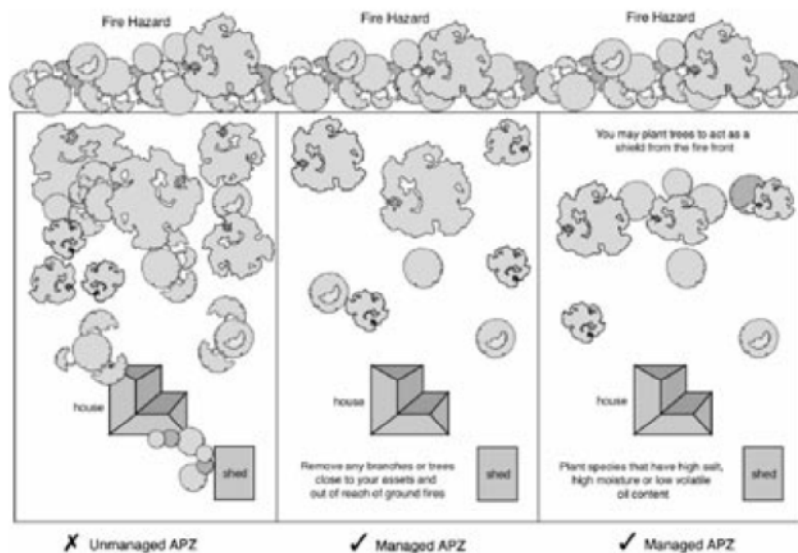 Fire Hazard
Fire Hazard
Fire Hazard
You may plant trees to act as a
shield from the fire front
house
shed
house
shed
Remove any branches or trees
close to your assets and
out of reach of ground fires
house
shed
Plant species that have high salt,
high moisture or low volatile
oil content
✗ Unmanaged APZ
✓ Managed APZ
✓ Managed APZ